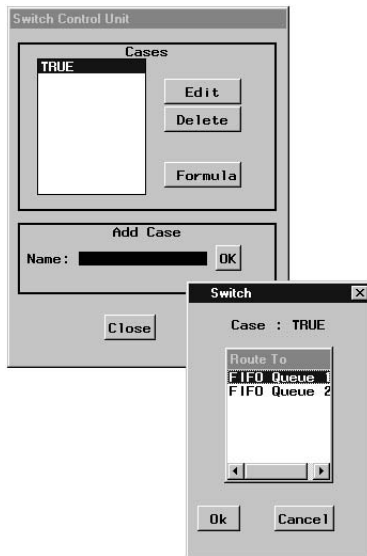 Switch Control Unit
Cases
TRUE
Edit
Delete
Formula
Add Case
Name:
OK
Close
Switch
Case : TRUE
Route To
FIFO Queue 1
FIFO Queue 2
Ok
Cancel